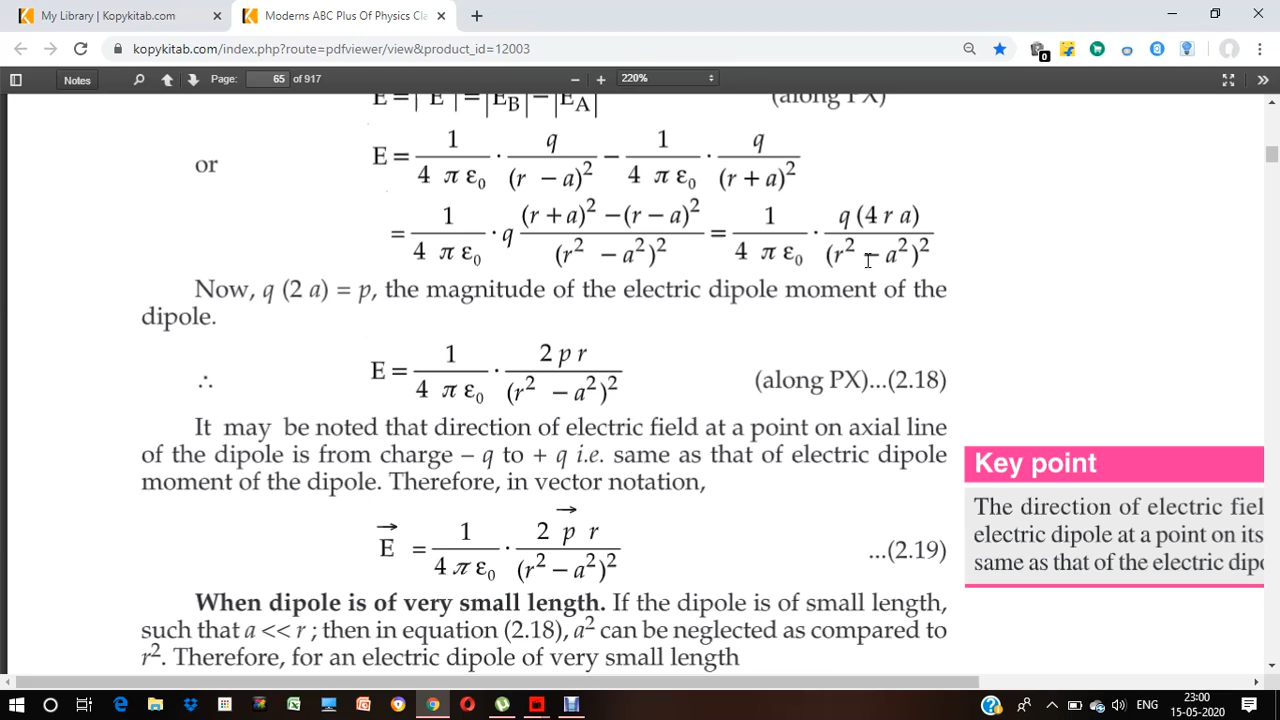 My Library | Kopykitab.com
Moderns ABC Plus Of Physics Cla
kopykitab.com/index.php?route=pdfviewer/view&product_id=12003
Notes
Page: 65 of 917
220%
E = | E | = |E_B| − |E_A| (along PX)
or E = 1/(4 π ε₀) · q/(r − a)² − 1/(4 π ε₀) · q/(r + a)²
= 1/(4 π ε₀) · q ((r + a)² − (r − a)²)/(r² − a²)² = 1/(4 π ε₀) · q (4 r a)/(r² − a²)²
Now, q (2 a) = p, the magnitude of the electric dipole moment of the
dipole.
∴ E = 1/(4 π ε₀) · 2 p r/(r² − a²)² (along PX)...(2.18)
It may be noted that direction of electric field at a point on axial line
of the dipole is from charge – q to + q i.e. same as that of electric dipole
moment of the dipole. Therefore, in vector notation,
E⃗ = 1/(4 π ε₀) · 2 p⃗ r/(r² − a²)² ...(2.19)
When dipole is of very small length. If the dipole is of small length,
such that a << r ; then in equation (2.18), a² can be neglected as compared to
r². Therefore, for an electric dipole of very small length
Key point
The direction of electric fiel
electric dipole at a point on its
same as that of the electric dip
0
ENG
23:00
15-05-2020